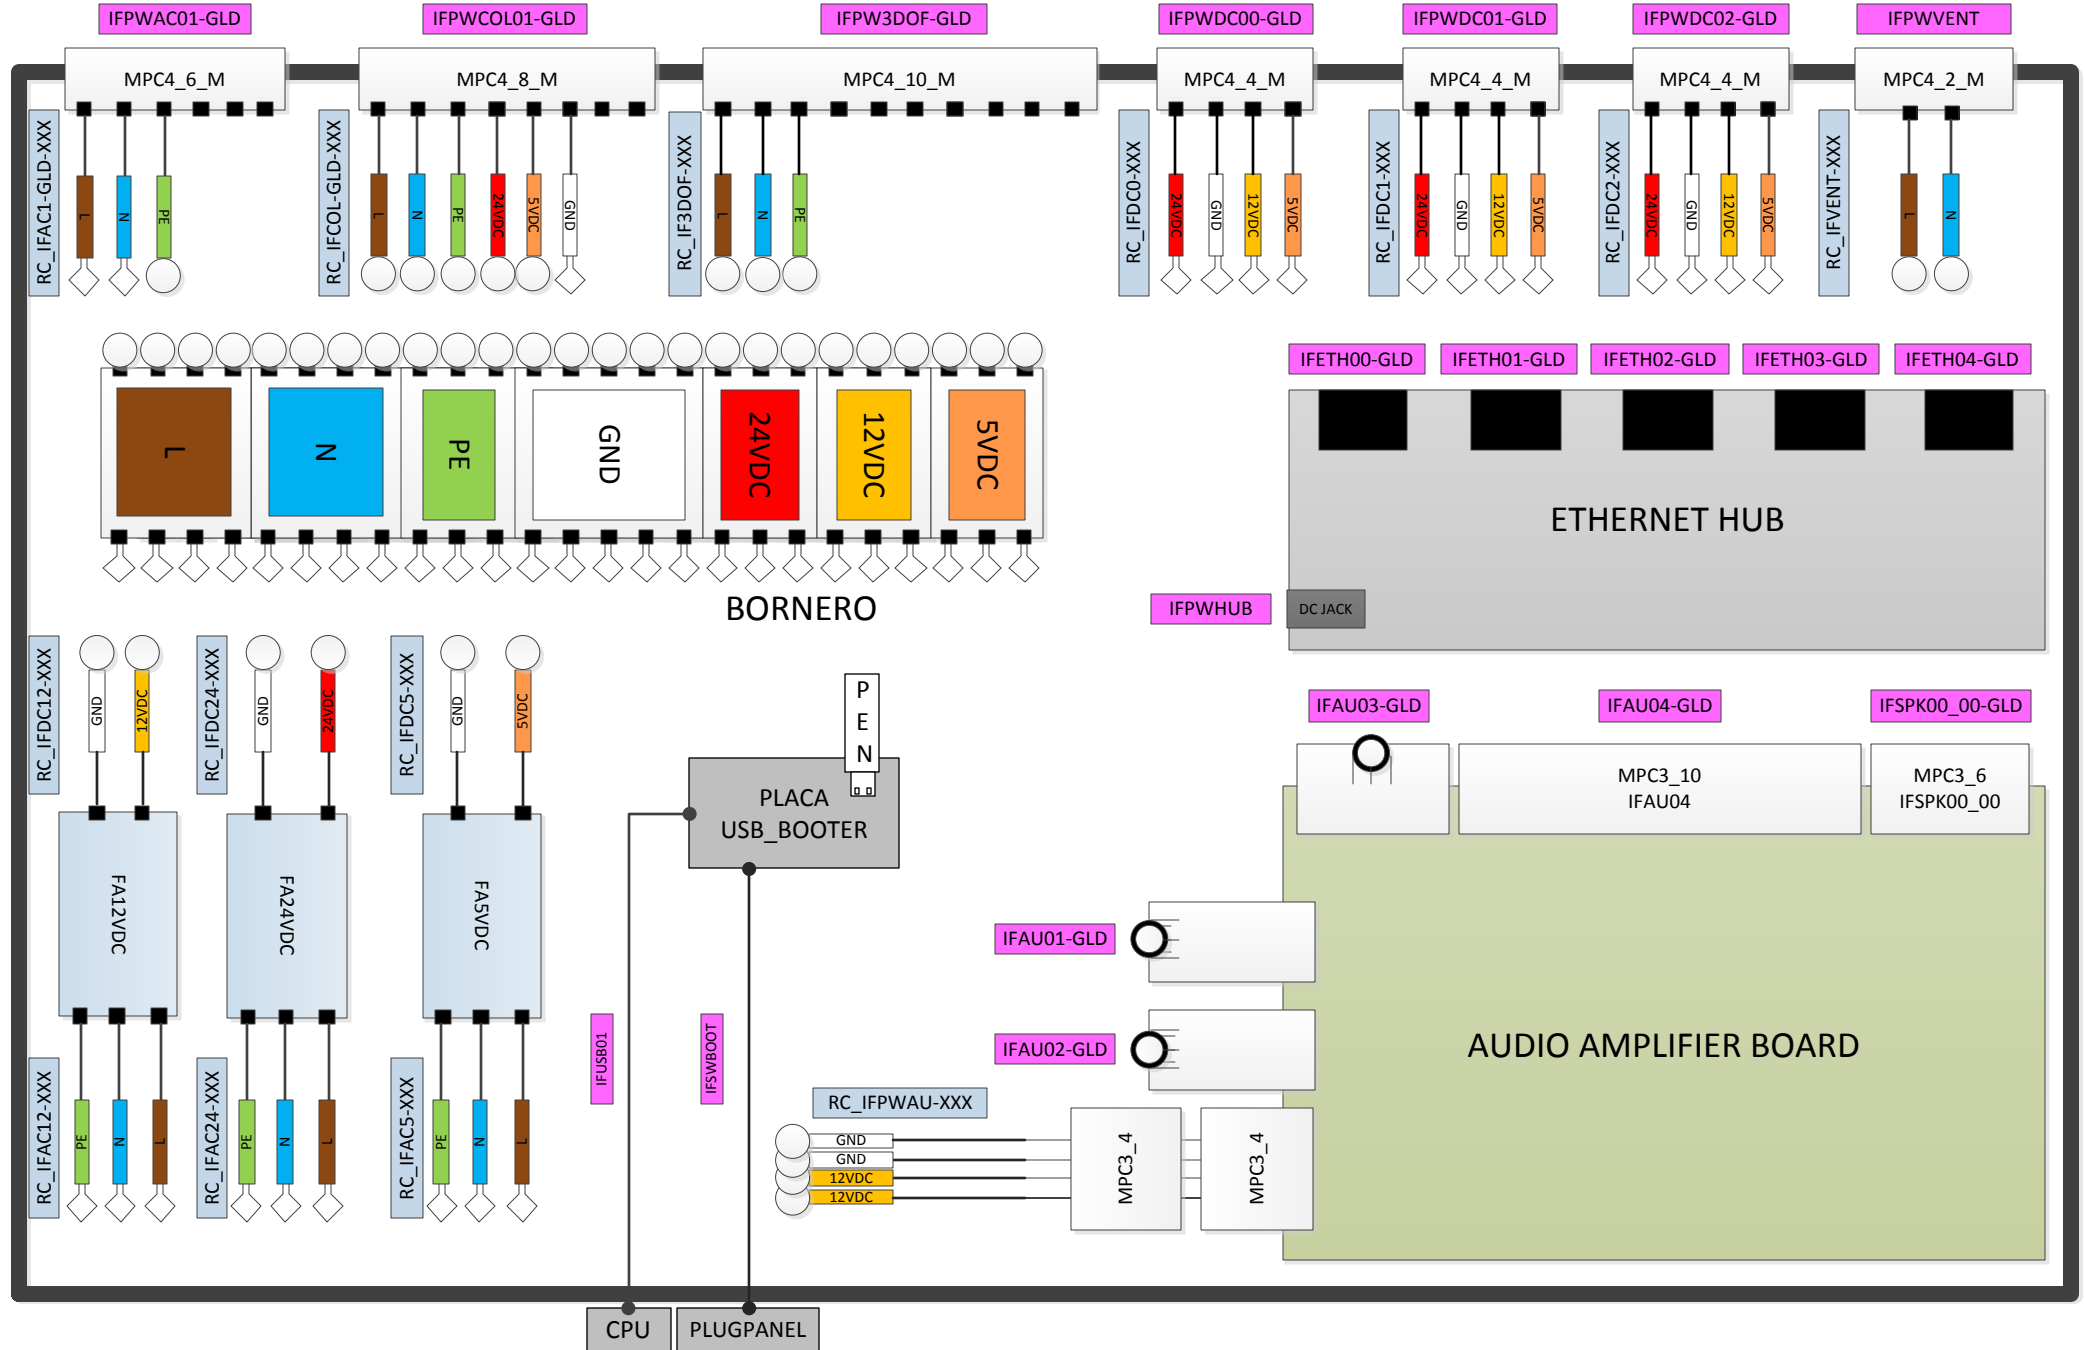 IFPWAC01-GLD
IFPWCOL01-GLD
IFPW3DOF-GLD
IFPWDC00-GLD
IFPWDC01-GLD
IFPWDC02-GLD
IFPWVENT
MPC4_6_M
MPC4_8_M
MPC4_10_M
MPC4_4_M
MPC4_4_M
MPC4_4_M
MPC4_2_M
RC_IFAC1-GLD-XXX
L
N
PE
RC_IFCOL-GLD-XXX
L
N
PE
24VDC
5VDC
GND
RC_IF3DOF-XXX
L
N
PE
RC_IFDC0-XXX
24VDC
GND
12VDC
5VDC
RC_IFDC1-XXX
24VDC
GND
12VDC
5VDC
RC_IFDC2-XXX
24VDC
GND
12VDC
5VDC
RC_IFVENT-XXX
L
N
L
N
PE
GND
24VDC
12VDC
5VDC
BORNERO
IFETH00-GLD
IFETH01-GLD
IFETH02-GLD
IFETH03-GLD
IFETH04-GLD
ETHERNET HUB
IFPWHUB
DC JACK
RC_IFDC12-XXX
GND
12VDC
RC_IFDC24-XXX
GND
24VDC
RC_IFDC5-XXX
GND
5VDC
FA12VDC
FA24VDC
FA5VDC
RC_IFAC12-XXX
PE
N
L
RC_IFAC24-XXX
PE
N
L
RC_IFAC5-XXX
PE
N
L
P
E
N
PLACA
USB_BOOTER
IFUSB01
IFSWBOOT
CPU
PLUGPANEL
IFAU03-GLD
IFAU04-GLD
IFSPK00_00-GLD
MPC3_10
IFAU04
MPC3_6
IFSPK00_00
IFAU01-GLD
IFAU02-GLD
AUDIO AMPLIFIER BOARD
RC_IFPWAU-XXX
GND
GND
12VDC
12VDC
MPC3_4
MPC3_4